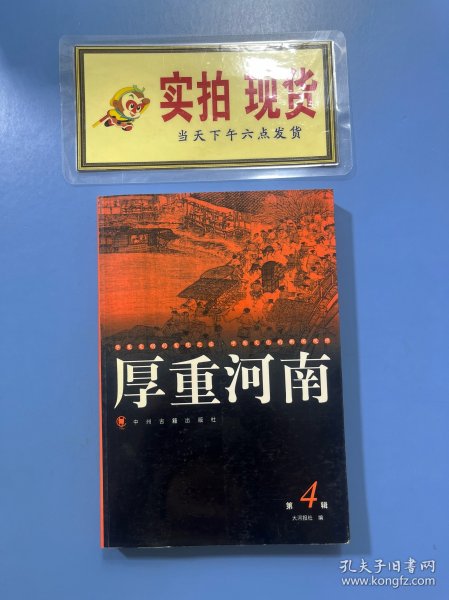 实拍 现货
当天下午六点发货
厚重河南
中州古籍出版社
第4辑
大河报社 编
孔夫子旧书网
www.kongfz.com